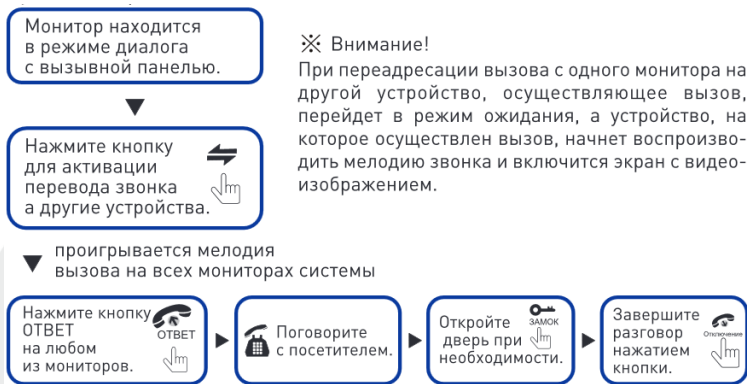 Монитор находится
в режиме диалога
с вызывной панелью.
※ Внимание!
При переадресации вызова с одного монитора на
другой устройство, осуществляющее вызов,
перейдет в режим ожидания, а устройство, на
которое осуществлен вызов, начнет воспроизво-
дить мелодию звонка и включится экран с видео-
изображением.
Нажмите кнопку
для активации
перевода звонка
а другие устройства.
проигрывается мелодия
вызова на всех мониторах системы
Нажмите кнопку
ОТВЕТ
на любом
из мониторов.
ОТВЕТ
Поговорите
с посетителем.
Откройте
дверь при
необходимости.
ЗАМОК
Завершите
разговор
нажатием
кнопки.
Отключение